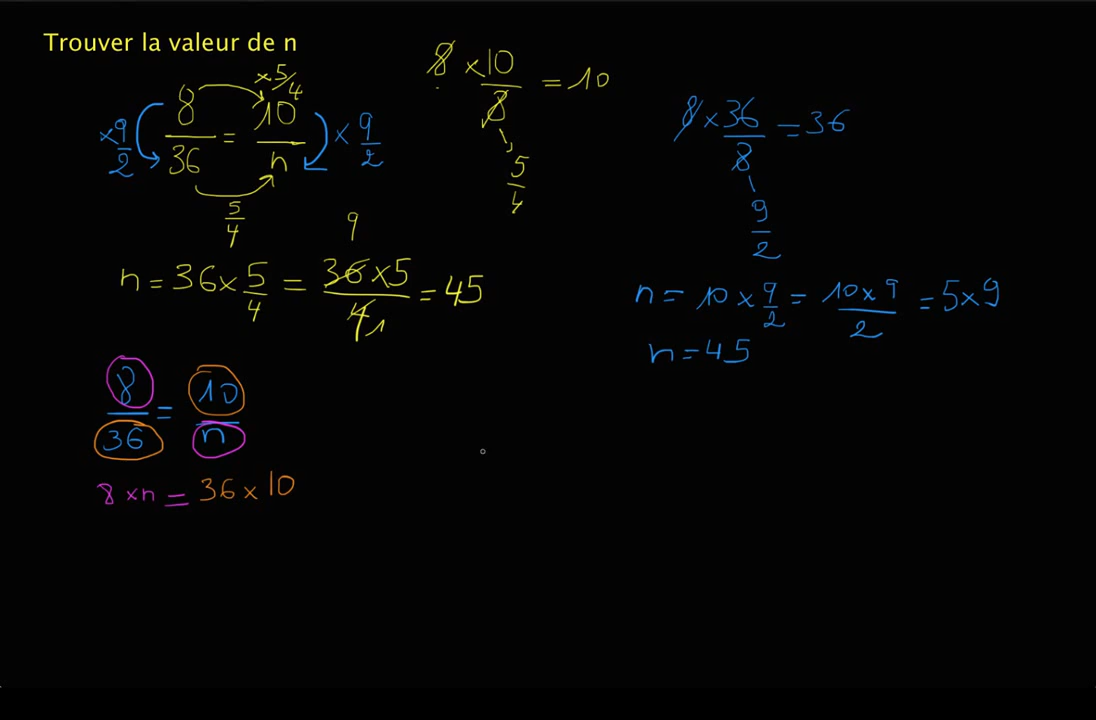 Trouver la valeur de n
8/36 = 10/n
×5/4
×9/2
×9/2
5/4
8 × 10/8 = 10
5/4
8 × 36/8 = 36
9/2
9
n = 36 × 5/4 = 36×5/4 1 = 45
n = 10 × 9/2 = 10×9/2 = 5×9
n = 45
8/36 = 10/n
8 × n = 36 × 10